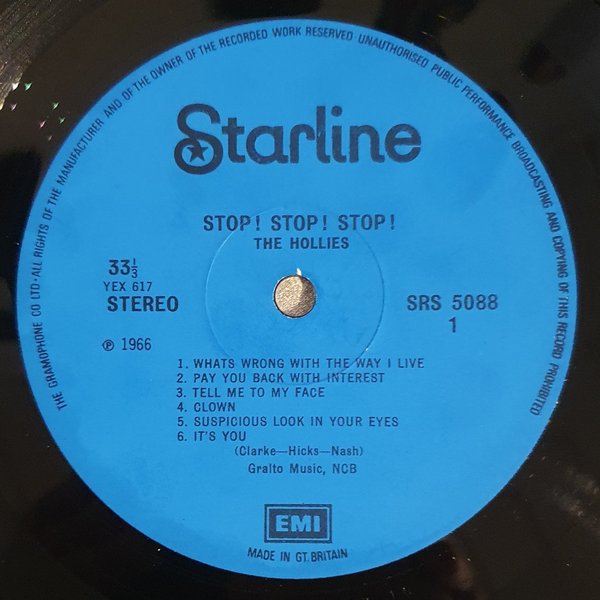 THE GRAMOPHONE CO LTD·ALL RIGHTS OF THE MANUFACTURER AND OF THE OWNER OF THE RECORDED WORK RESERVED·UNAUTHORISED PUBLIC PERFORMANCE BROADCASTING AND COPYING OF THIS RECORD PROHIBITED
Starline
STOP! STOP! STOP!
THE HOLLIES
33⅓
YEX 617
STEREO
SRS 5088
1
℗ 1966
1. WHATS WRONG WITH THE WAY I LIVE
2. PAY YOU BACK WITH INTEREST
3. TELL ME TO MY FACE
4. CLOWN
5. SUSPICIOUS LOOK IN YOUR EYES
6. IT'S YOU
(Clarke—Hicks—Nash)
Gralto Music, NCB
EMI
MADE IN GT. BRITAIN